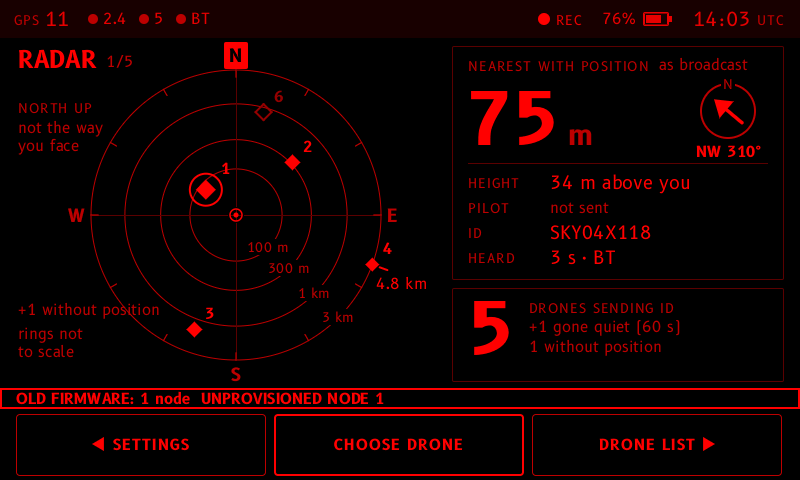 GPS 11 2.4 5 BT REC 76% 14:03 UTC
RADAR 1/5
N
NORTH UP
not the way
you face
W
E
S
1
2
3
4
6
100 m
300 m
1 km
3 km
4.8 km
+1 without position
rings not
to scale
NEAREST WITH POSITION as broadcast
75 m
N
NW 310°
HEIGHT 34 m above you
PILOT not sent
ID SKY04X118
HEARD 3 s · BT
5 DRONES SENDING ID
+1 gone quiet [60 s]
1 without position
OLD FIRMWARE: 1 node UNPROVISIONED NODE 1
◀ SETTINGS
CHOOSE DRONE
DRONE LIST ▶